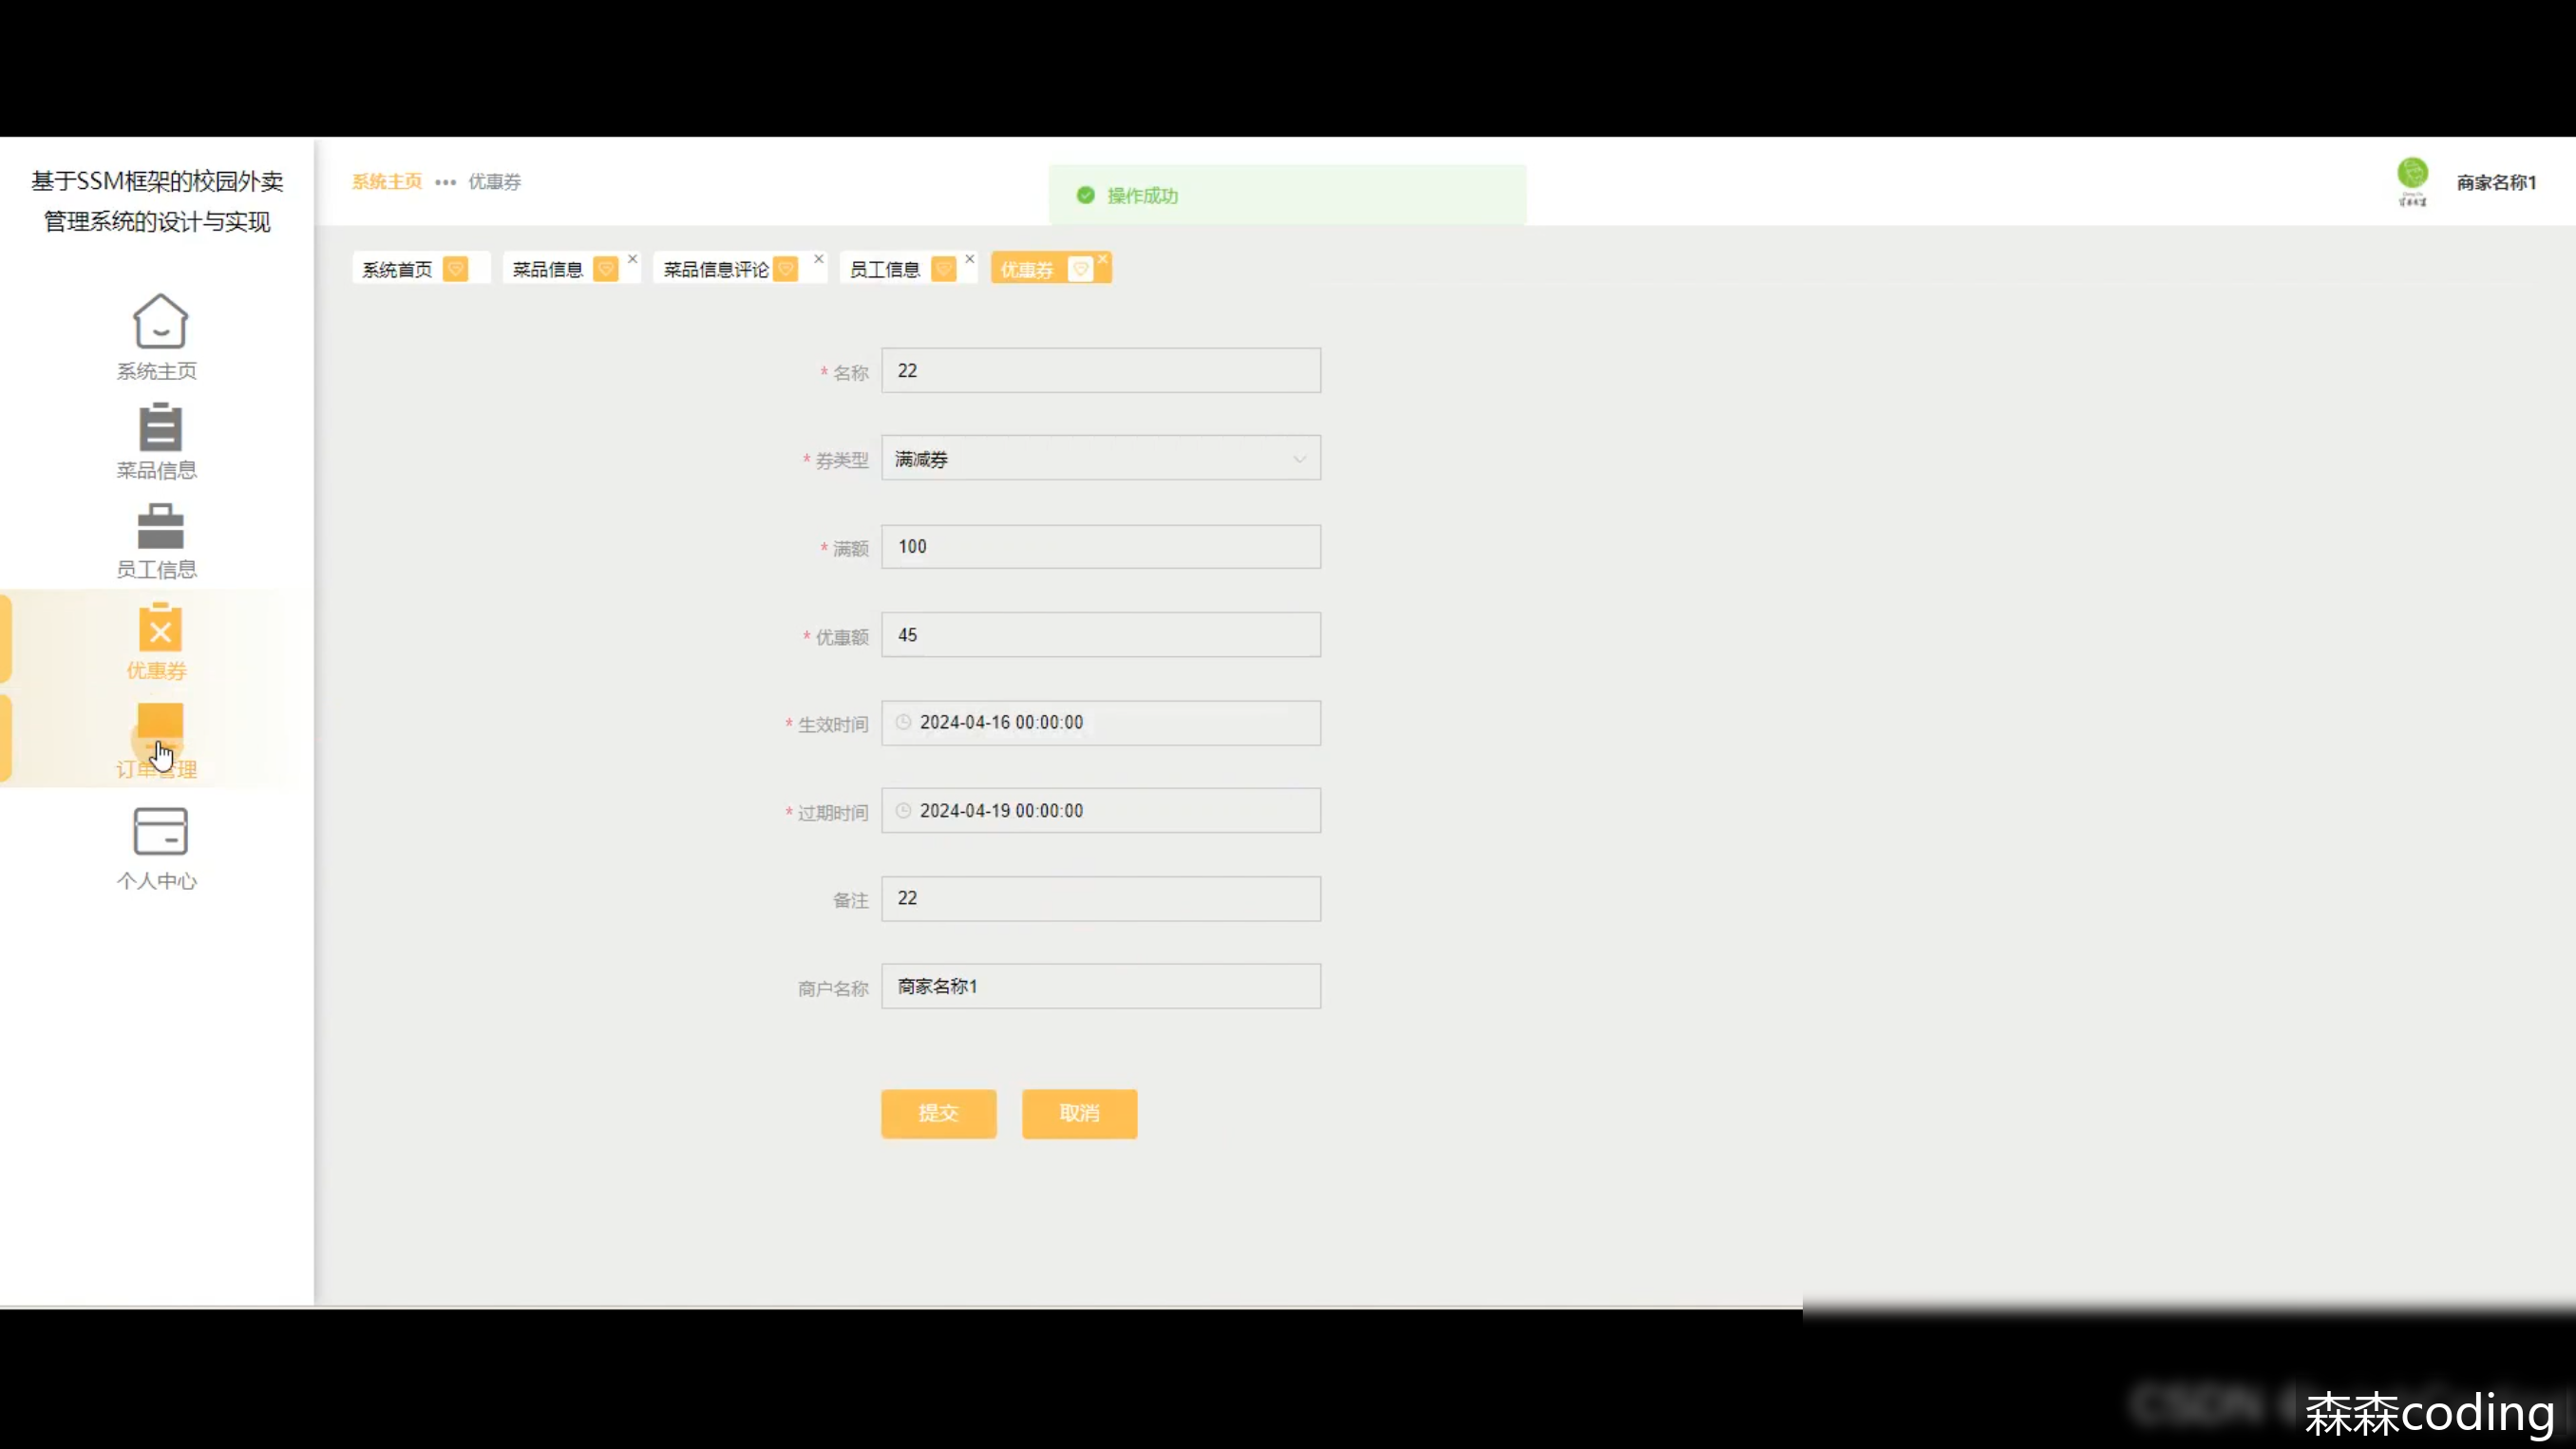 基于SSM框架的校园外卖
管理系统的设计与实现
系统主页 ••• 优惠券
操作成功
商家名称1
系统首页 菜品信息 菜品信息评论 员工信息 优惠券
系统主页
菜品信息
员工信息
优惠券
订单管理
个人中心
* 名称 22
* 券类型 满减券
* 满额 100
* 优惠额 45
* 生效时间 2024-04-16 00:00:00
* 过期时间 2024-04-19 00:00:00
备注 22
商户名称 商家名称1
提交 取消
CSDN
森森coding